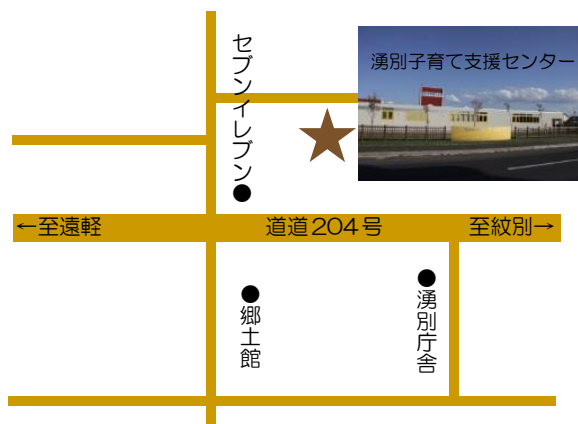 湧別子育て支援センター
セブンイレブン
←至遠軽
道道204号
至紋別→
郷土館
湧別庁舎